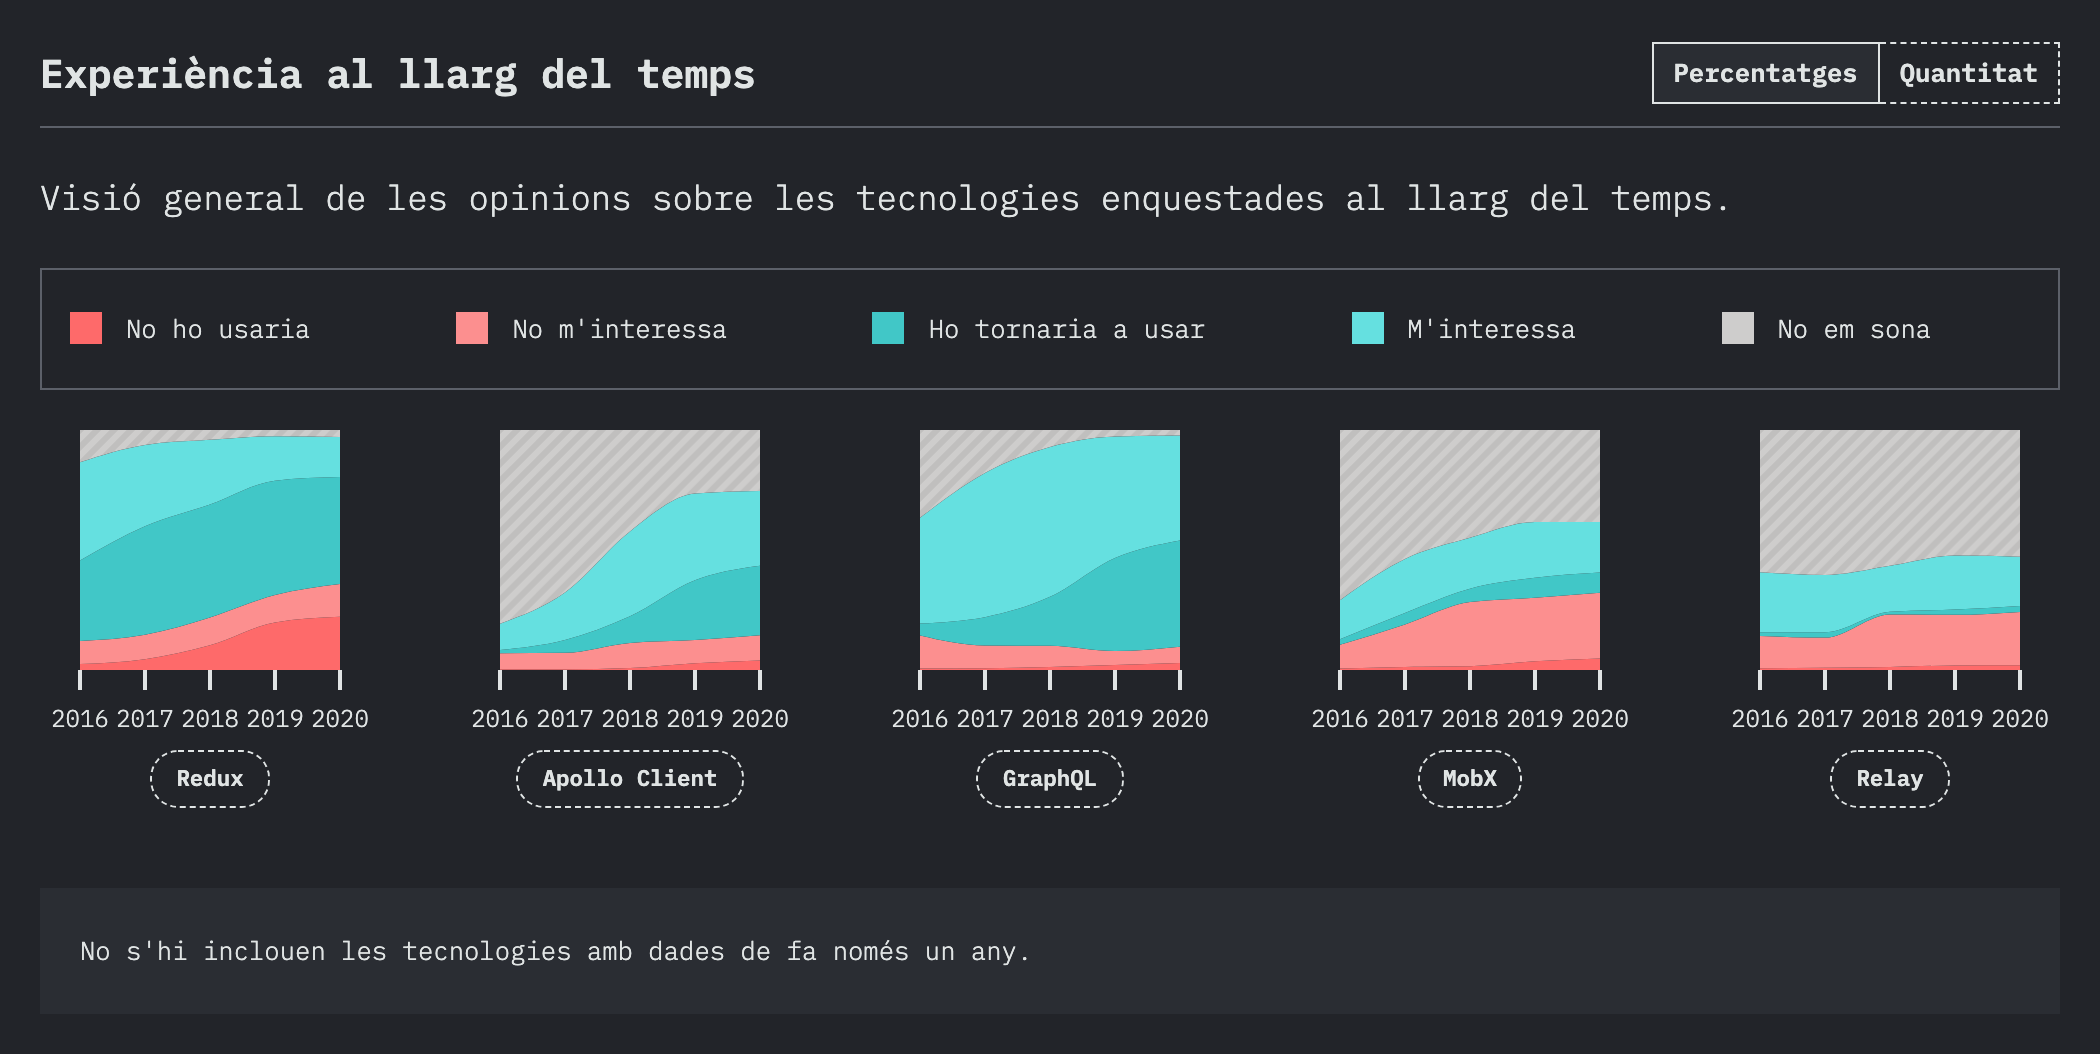 Experiència al llarg del temps
Percentatges Quantitat
Visió general de les opinions sobre les tecnologies enquestades al llarg del temps.
No ho usaria No m'interessa Ho tornaria a usar M'interessa No em sona
2016 2017 2018 2019 2020 2016 2017 2018 2019 2020 2016 2017 2018 2019 2020 2016 2017 2018 2019 2020 2016 2017 2018 2019 2020
Redux Apollo Client GraphQL MobX Relay
No s'hi inclouen les tecnologies amb dades de fa només un any.